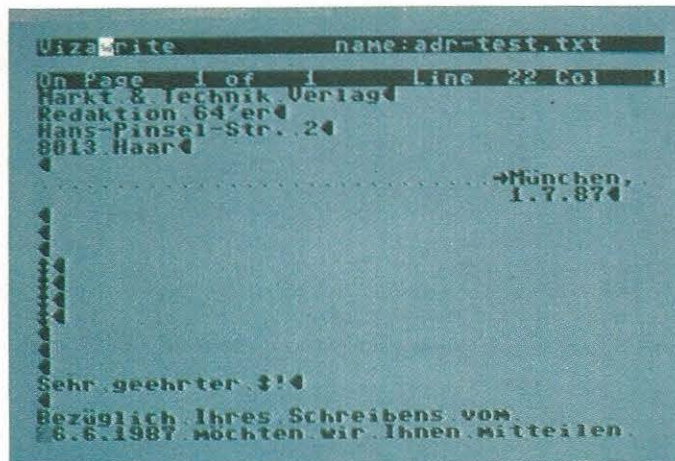 Vizawrite name:adr-test.txt
On Page 1 of 1 Line 22 Col 1
Markt & Technik Verlag
Redaktion 64'er
Hans-Pinsel-Str. 2
8013 Haar
München,
1.7.87
Sehr geehrter ‡!
Bezüglich Ihres Schreibens vom
6.6.1987 möchten wir Ihnen mitteilen